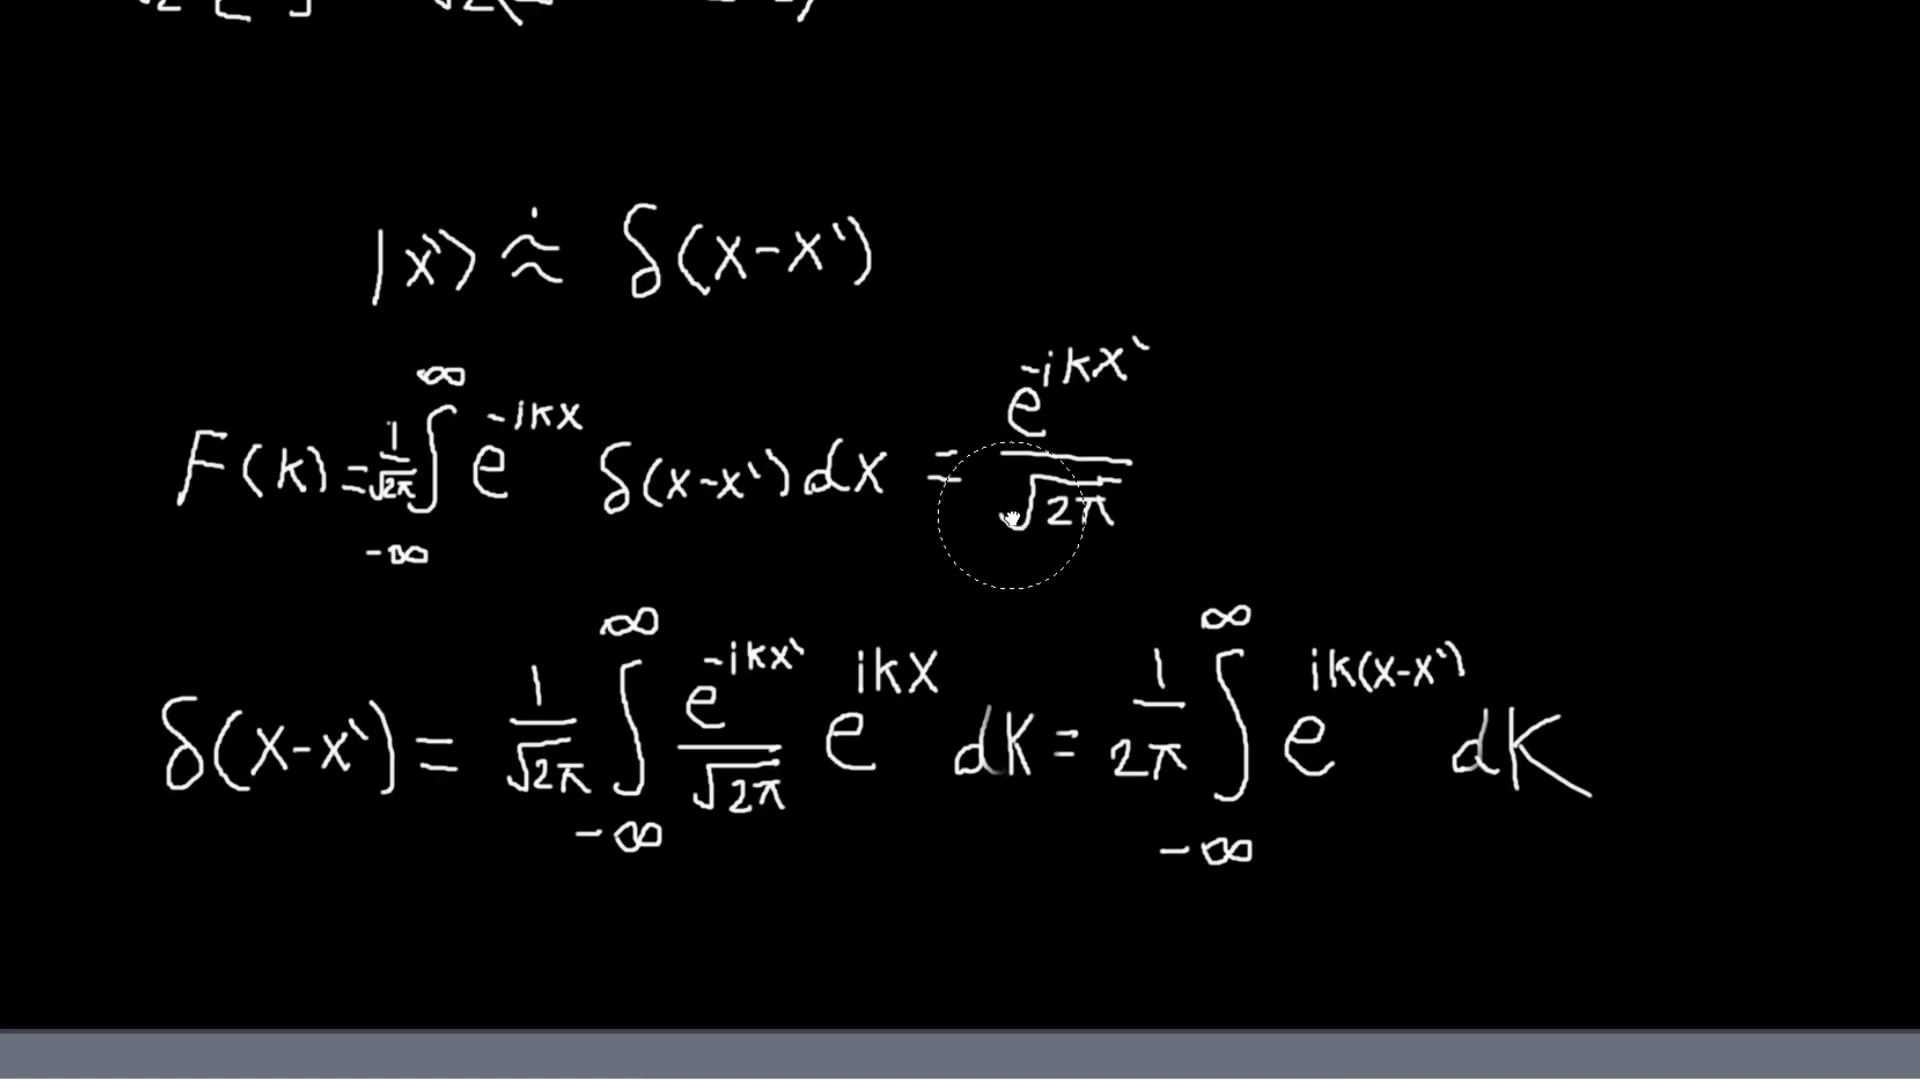 |x'⟩ ≈̇ δ(x-x')
F(k) = 1/√2π ∫_{-∞}^{∞} e^{-ikx} δ(x-x') dx = e^{-ikx'}/√2π
δ(x-x') = 1/√2π ∫_{-∞}^{∞} e^{-ikx'}/√2π e^{ikx} dk = 1/2π ∫_{-∞}^{∞} e^{ik(x-x')} dk